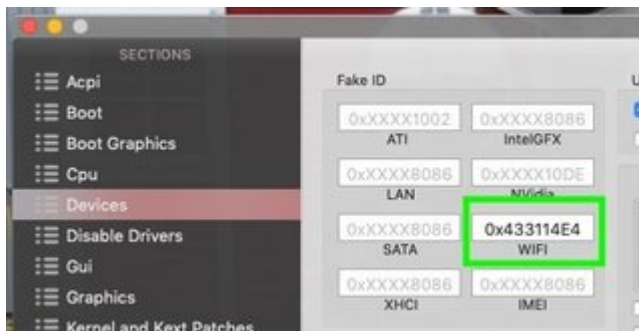 SECTIONS
Acpi
Boot
Boot Graphics
Cpu
Devices
Disable Drivers
Gui
Graphics
Kernel and Kext Patches
Fake ID
0xXXXX1002
ATI
0xXXXX8086
IntelGFX
0xXXXX8086
LAN
0xXXXX10DE
NVidia
0xXXXX8086
SATA
0x433114E4
WIFI
0xXXXX8086
XHCI
0xXXXX8086
IMEI
U